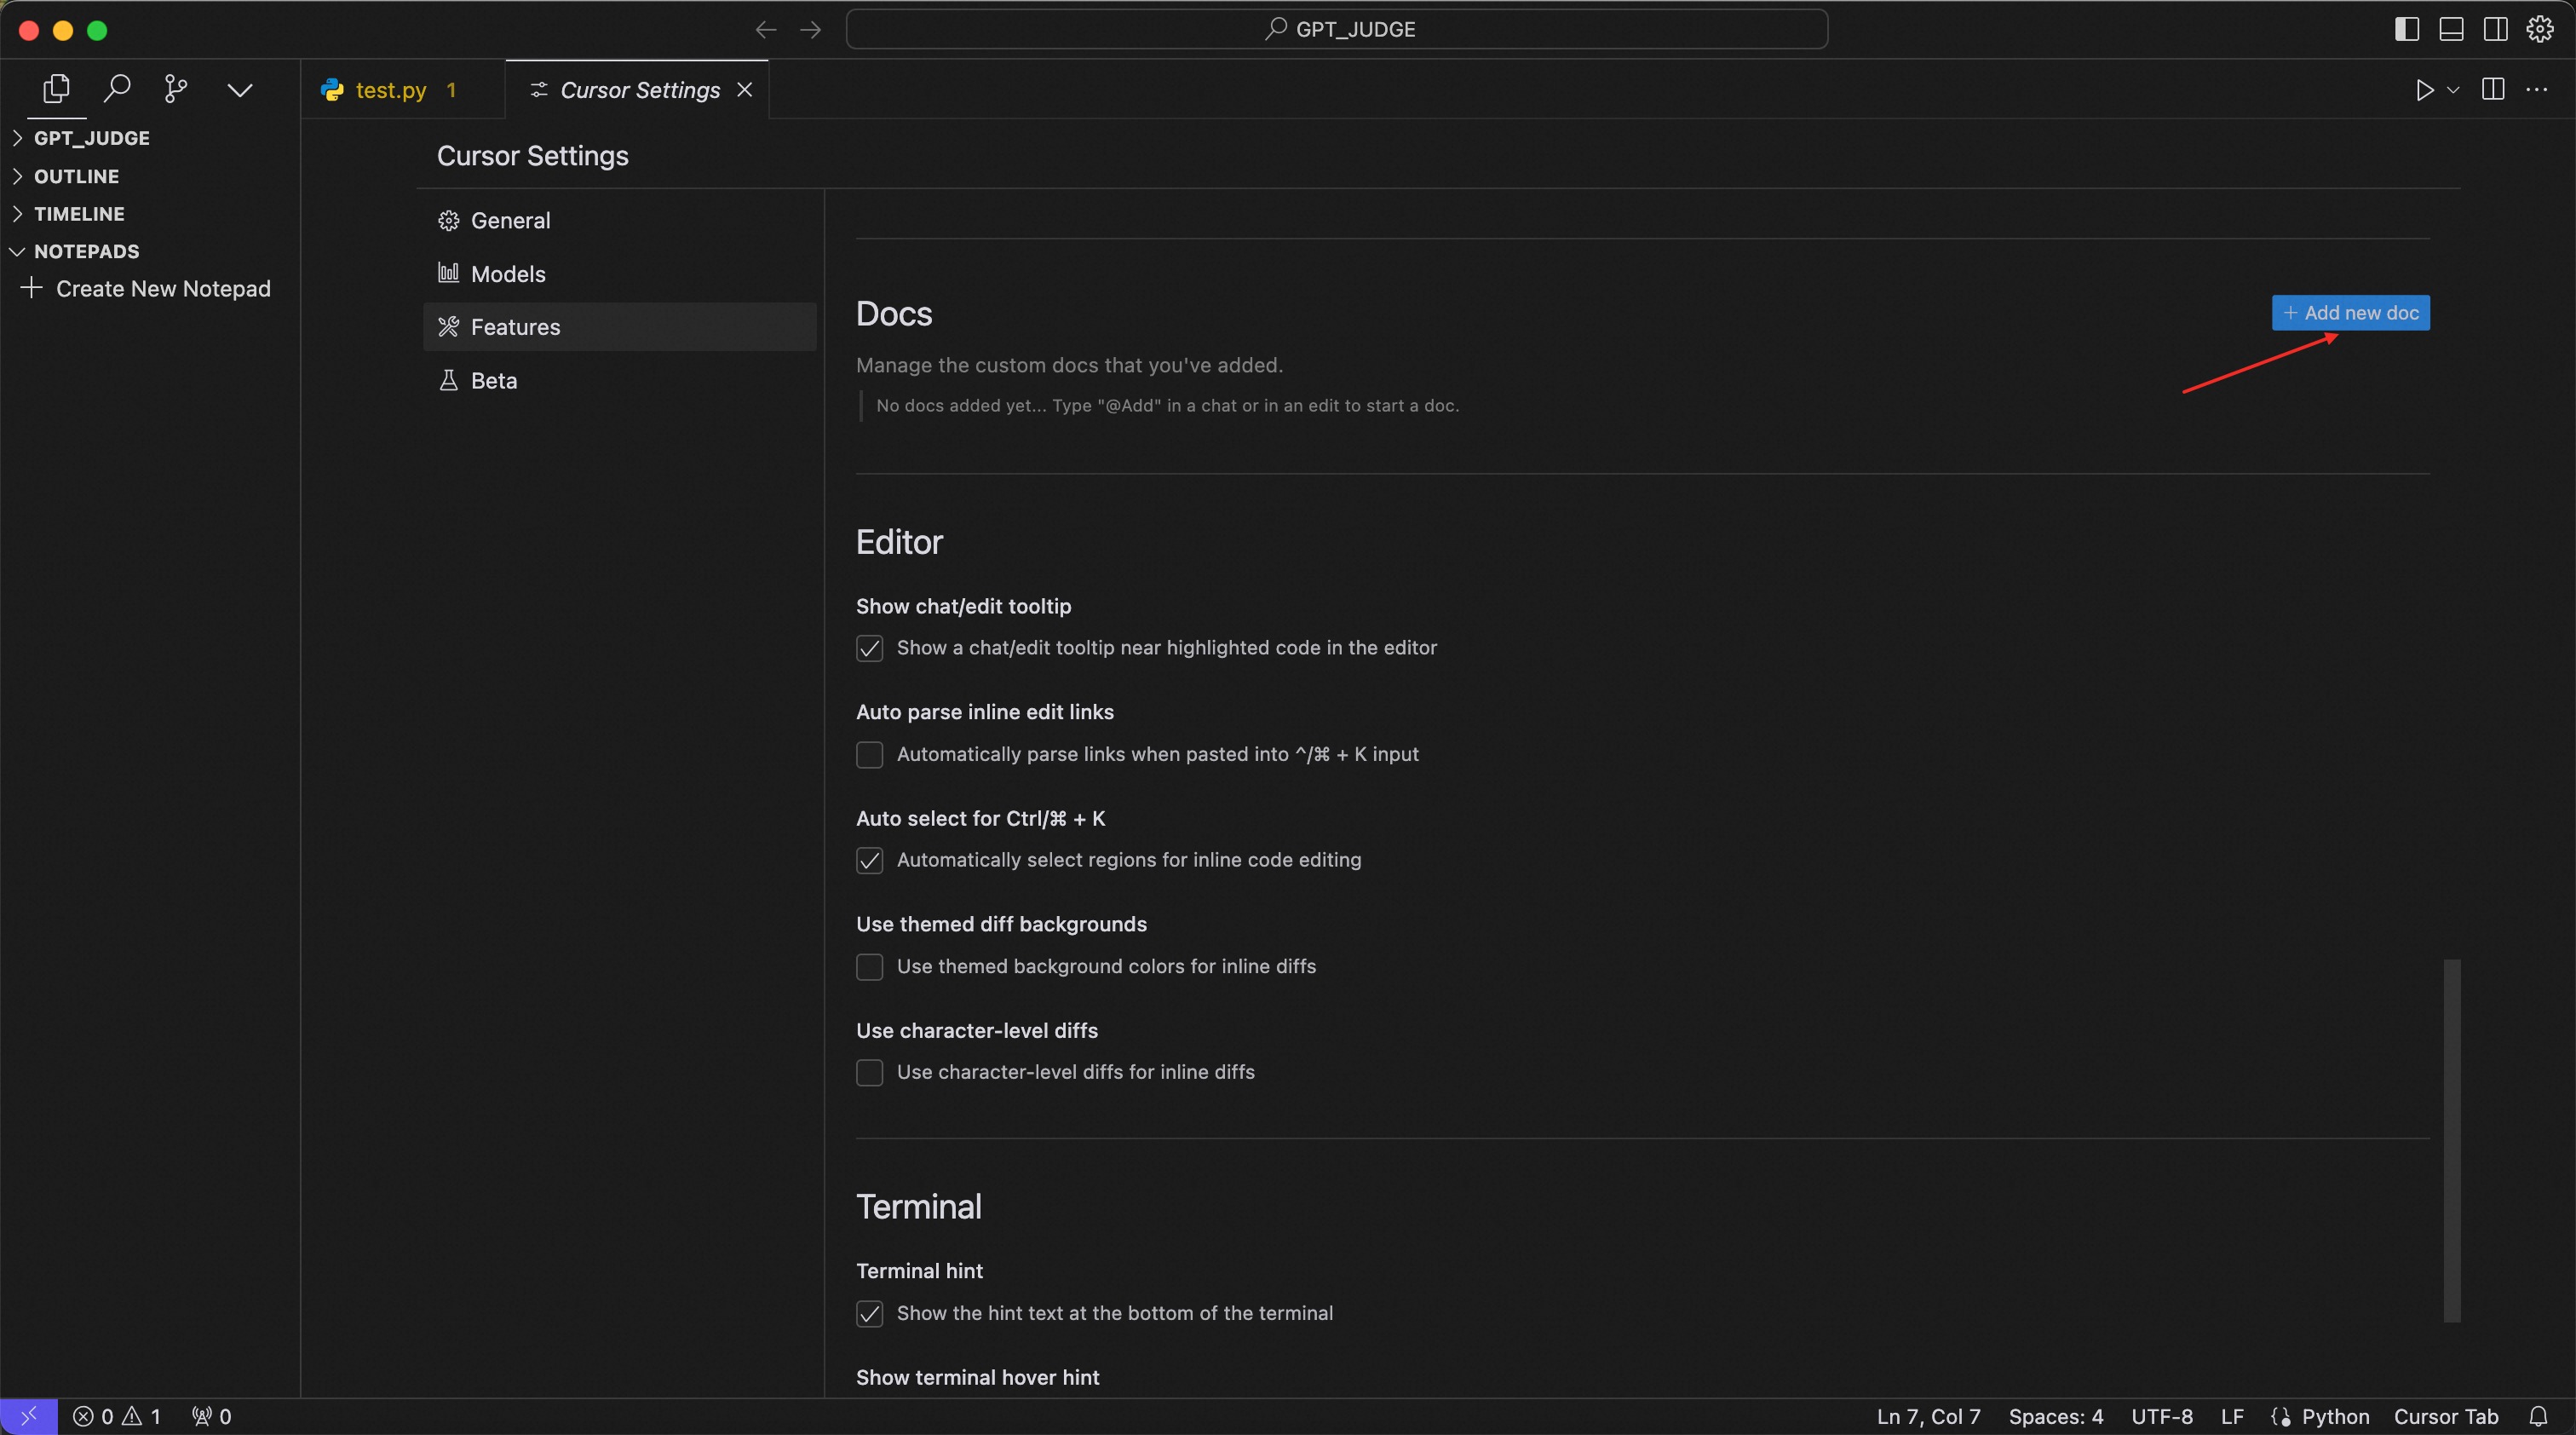 GPT_JUDGE
test.py 1
Cursor Settings
GPT_JUDGE
OUTLINE
TIMELINE
NOTEPADS
Create New Notepad
Cursor Settings
General
Models
Features
Beta
Docs
+ Add new doc
Manage the custom docs that you've added.
No docs added yet... Type "@Add" in a chat or in an edit to start a doc.
Editor
Show chat/edit tooltip
Show a chat/edit tooltip near highlighted code in the editor
Auto parse inline edit links
Automatically parse links when pasted into ^/⌘ + K input
Auto select for Ctrl/⌘ + K
Automatically select regions for inline code editing
Use themed diff backgrounds
Use themed background colors for inline diffs
Use character-level diffs
Use character-level diffs for inline diffs
Terminal
Terminal hint
Show the hint text at the bottom of the terminal
Show terminal hover hint
0 1 0 Ln 7, Col 7 Spaces: 4 UTF-8 LF Python Cursor Tab